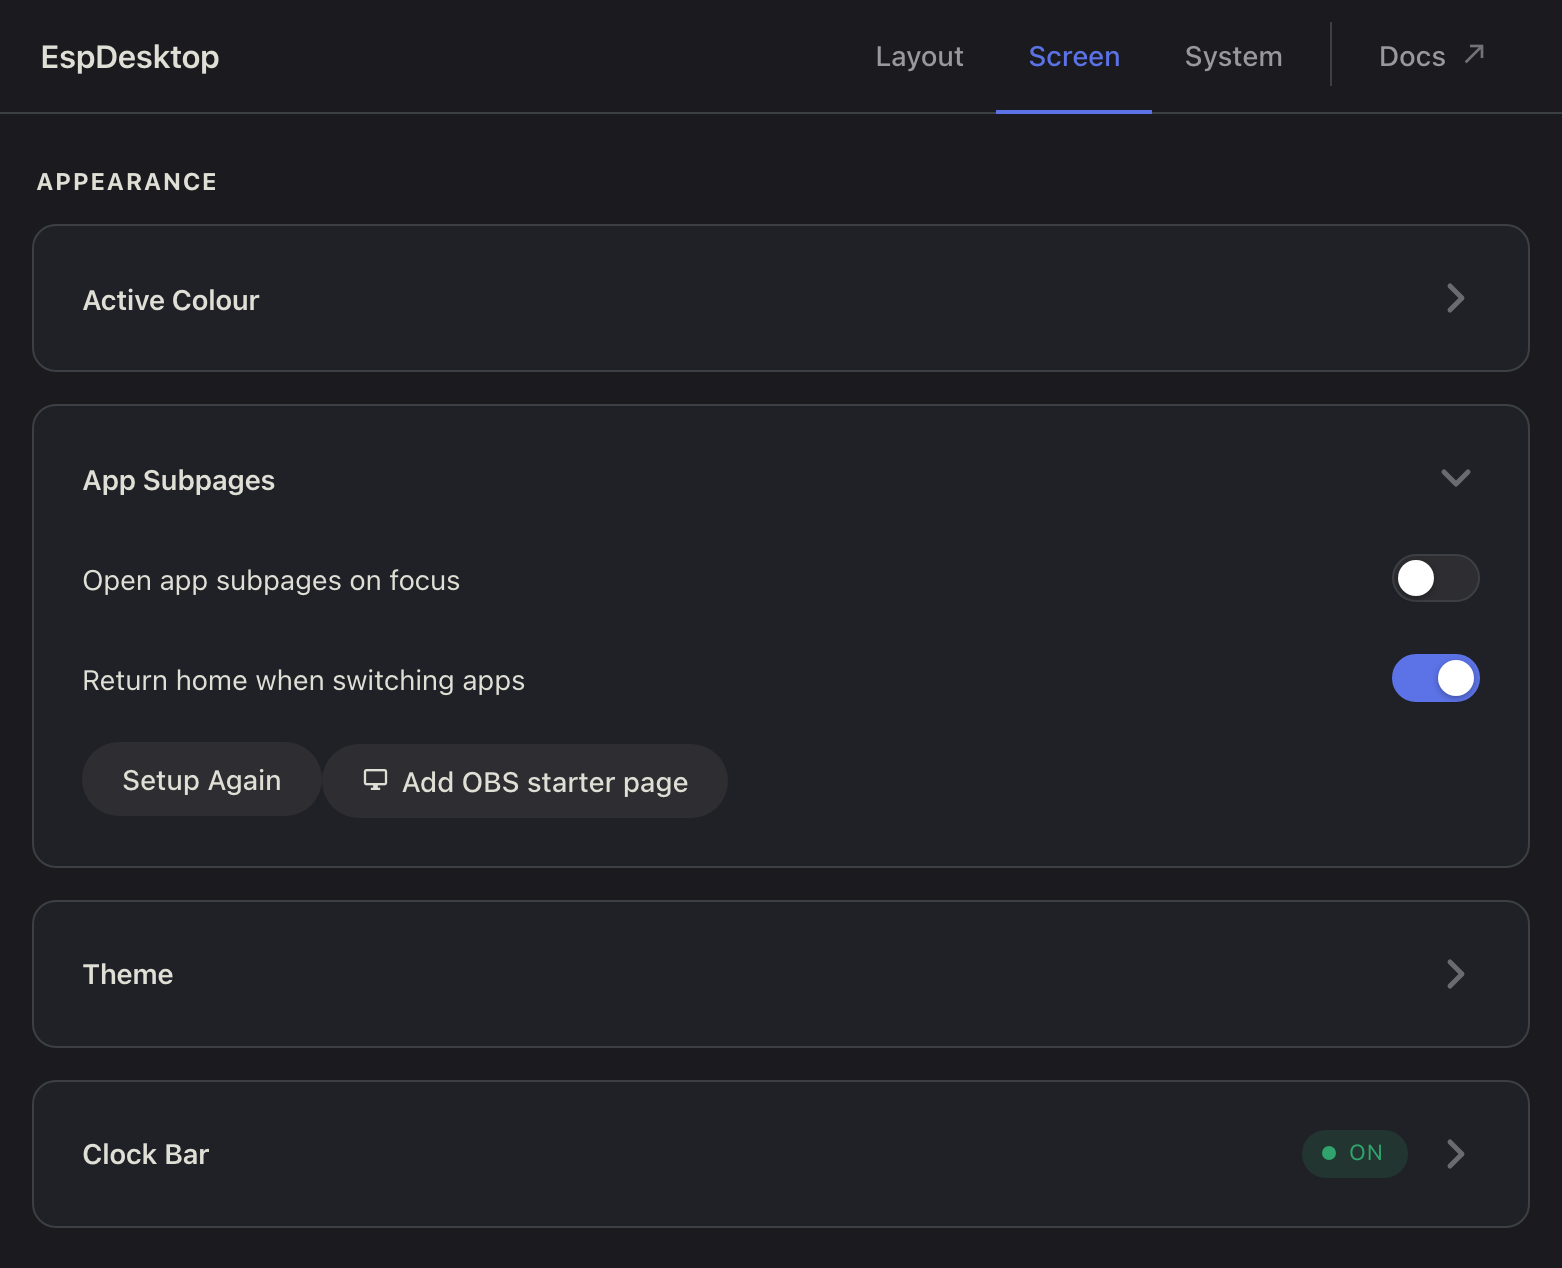 EspDesktop
Layout Screen System Docs
APPEARANCE
Active Colour
App Subpages
Open app subpages on focus
Return home when switching apps
Setup Again Add OBS starter page
Theme
Clock Bar ON